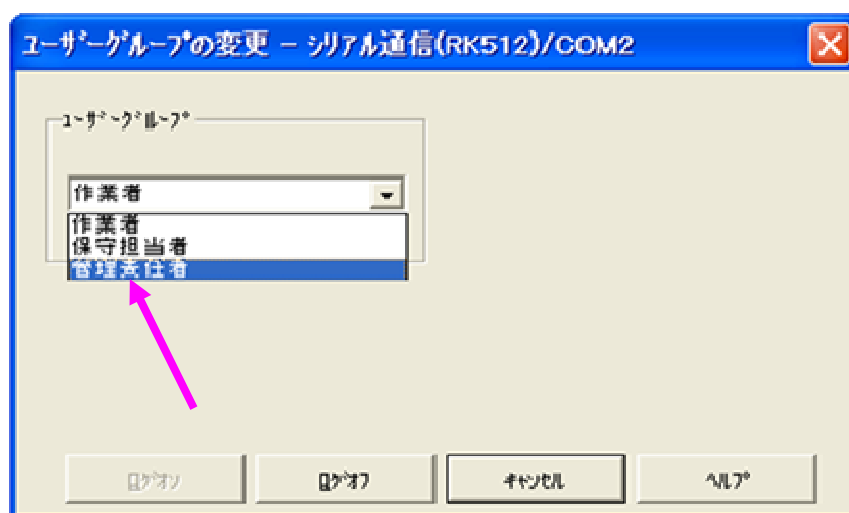 ﾕｰｻﾞｰｸﾞﾙｰﾌﾟの変更 – ｼﾘｱﾙ通信(RK512)/COM2
ﾕｰｻﾞｰｸﾞﾙｰﾌﾟ
作業者
作業者
保守担当者
管理責任者
ﾛｸﾞｵﾝ
ﾛｸﾞｵﾌ
ｷｬﾝｾﾙ
ﾍﾙﾌﾟ